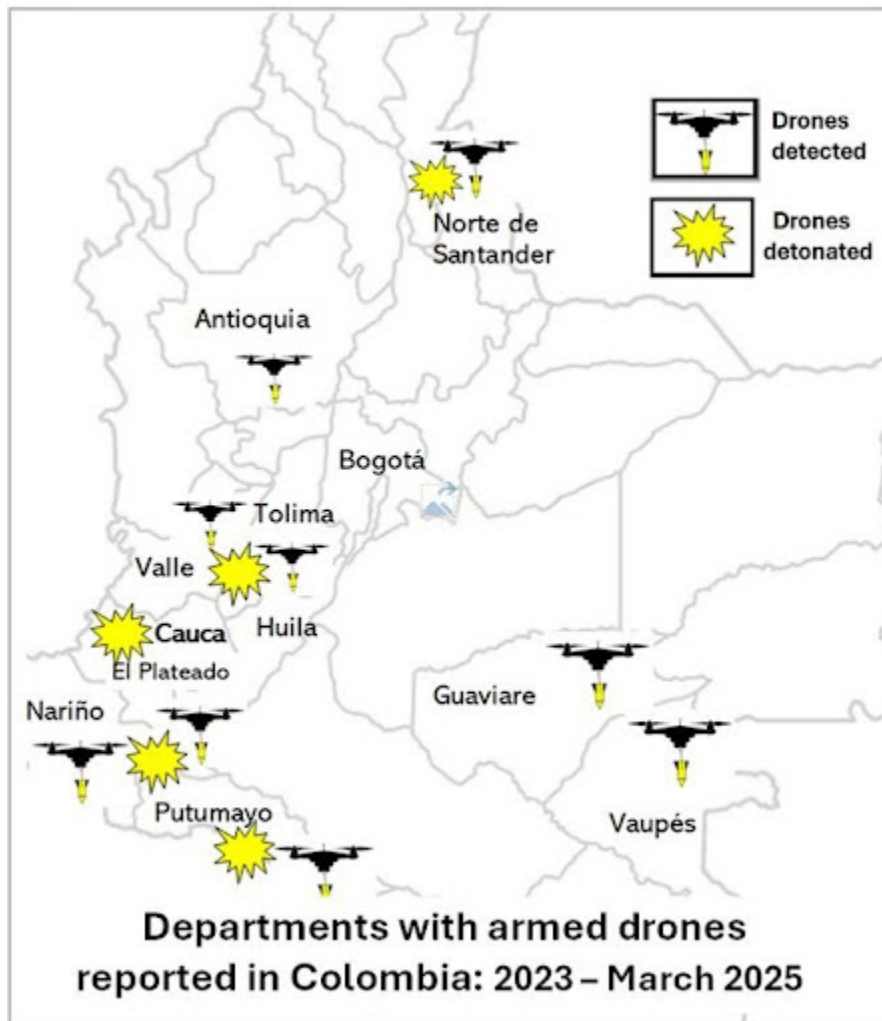 Drones
detected
Drones
detonated
Norte de
Santander
Antioquia
Bogotá
Tolima
Valle
Huila
Cauca
El Plateado
Nariño
Guaviare
Putumayo
Vaupés
Departments with armed drones
reported in Colombia: 2023 – March 2025